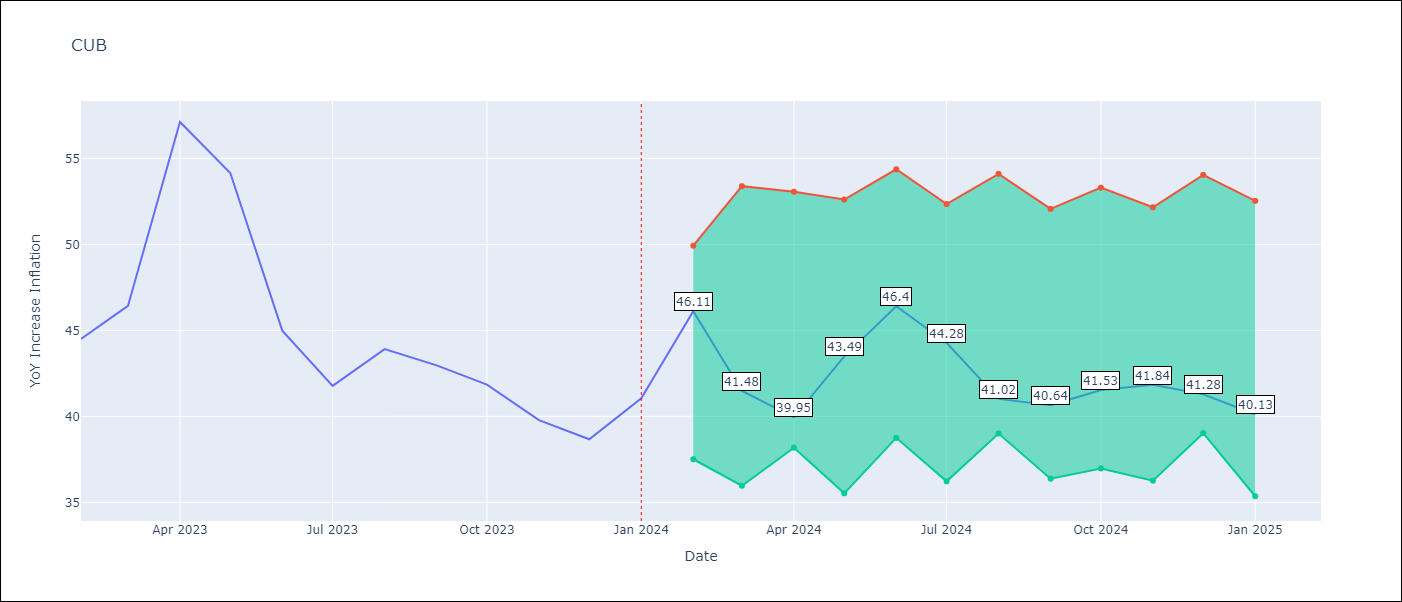 CUB
YoY Increase Inflation
55
50
45
40
35
46.11
41.48
39.95
43.49
46.4
44.28
41.02
40.64
41.53
41.84
41.28
40.13
Apr 2023
Jul 2023
Oct 2023
Jan 2024
Apr 2024
Jul 2024
Oct 2024
Jan 2025
Date